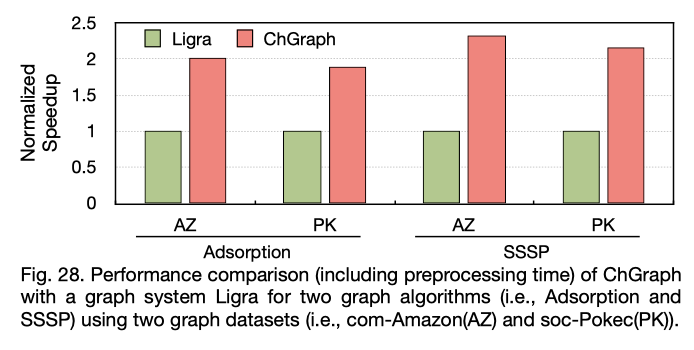 2.5
Ligra
ChGraph
2
1.5
1
0.5
0
Normalized
Speedup
AZ
PK
AZ
PK
Adsorption
SSSP
Fig. 28. Performance comparison (including preprocessing time) of ChGraph
with a graph system Ligra for two graph algorithms (i.e., Adsorption and
SSSP) using two graph datasets (i.e., com-Amazon(AZ) and soc-Pokec(PK)).